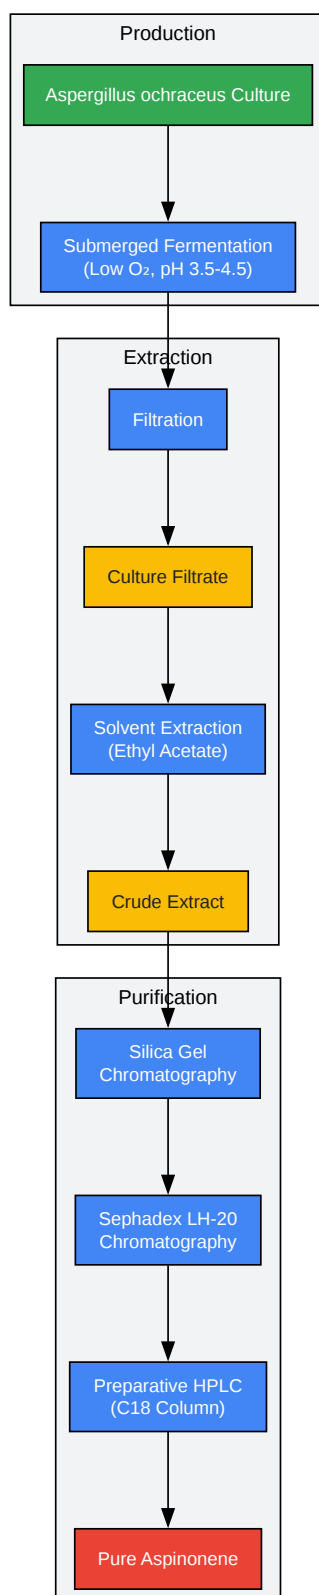 Production
Aspergillus ochraceus Culture
Submerged Fermentation
(Low O₂, pH 3.5-4.5)
Extraction
Filtration
Culture Filtrate
Solvent Extraction
(Ethyl Acetate)
Crude Extract
Purification
Silica Gel
Chromatography
Sephadex LH-20
Chromatography
Preparative HPLC
(C18 Column)
Pure Aspinonene